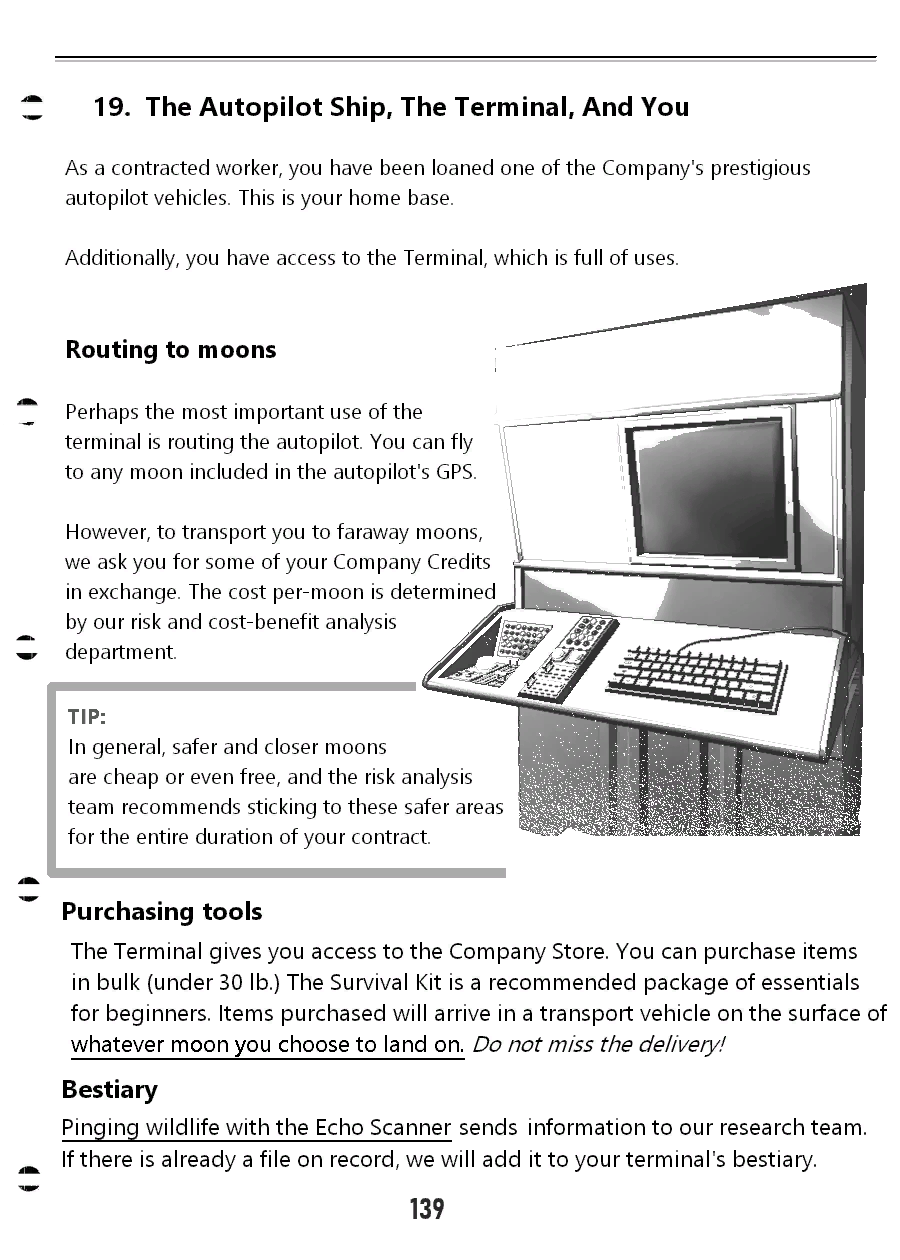 19. The Autopilot Ship, The Terminal, And You
As a contracted worker, you have been loaned one of the Company's prestigious
autopilot vehicles. This is your home base.
Additionally, you have access to the Terminal, which is full of uses.
Routing to moons
Perhaps the most important use of the
terminal is routing the autopilot. You can fly
to any moon included in the autopilot's GPS.
However, to transport you to faraway moons,
we ask you for some of your Company Credits
in exchange. The cost per-moon is determined
by our risk and cost-benefit analysis
department.
TIP:
In general, safer and closer moons
are cheap or even free, and the risk analysis
team recommends sticking to these safer areas
for the entire duration of your contract.
Purchasing tools
The Terminal gives you access to the Company Store. You can purchase items
in bulk (under 30 lb.) The Survival Kit is a recommended package of essentials
for beginners. Items purchased will arrive in a transport vehicle on the surface of
whatever moon you choose to land on. Do not miss the delivery!
Bestiary
Pinging wildlife with the Echo Scanner sends information to our research team.
If there is already a file on record, we will add it to your terminal's bestiary.
139